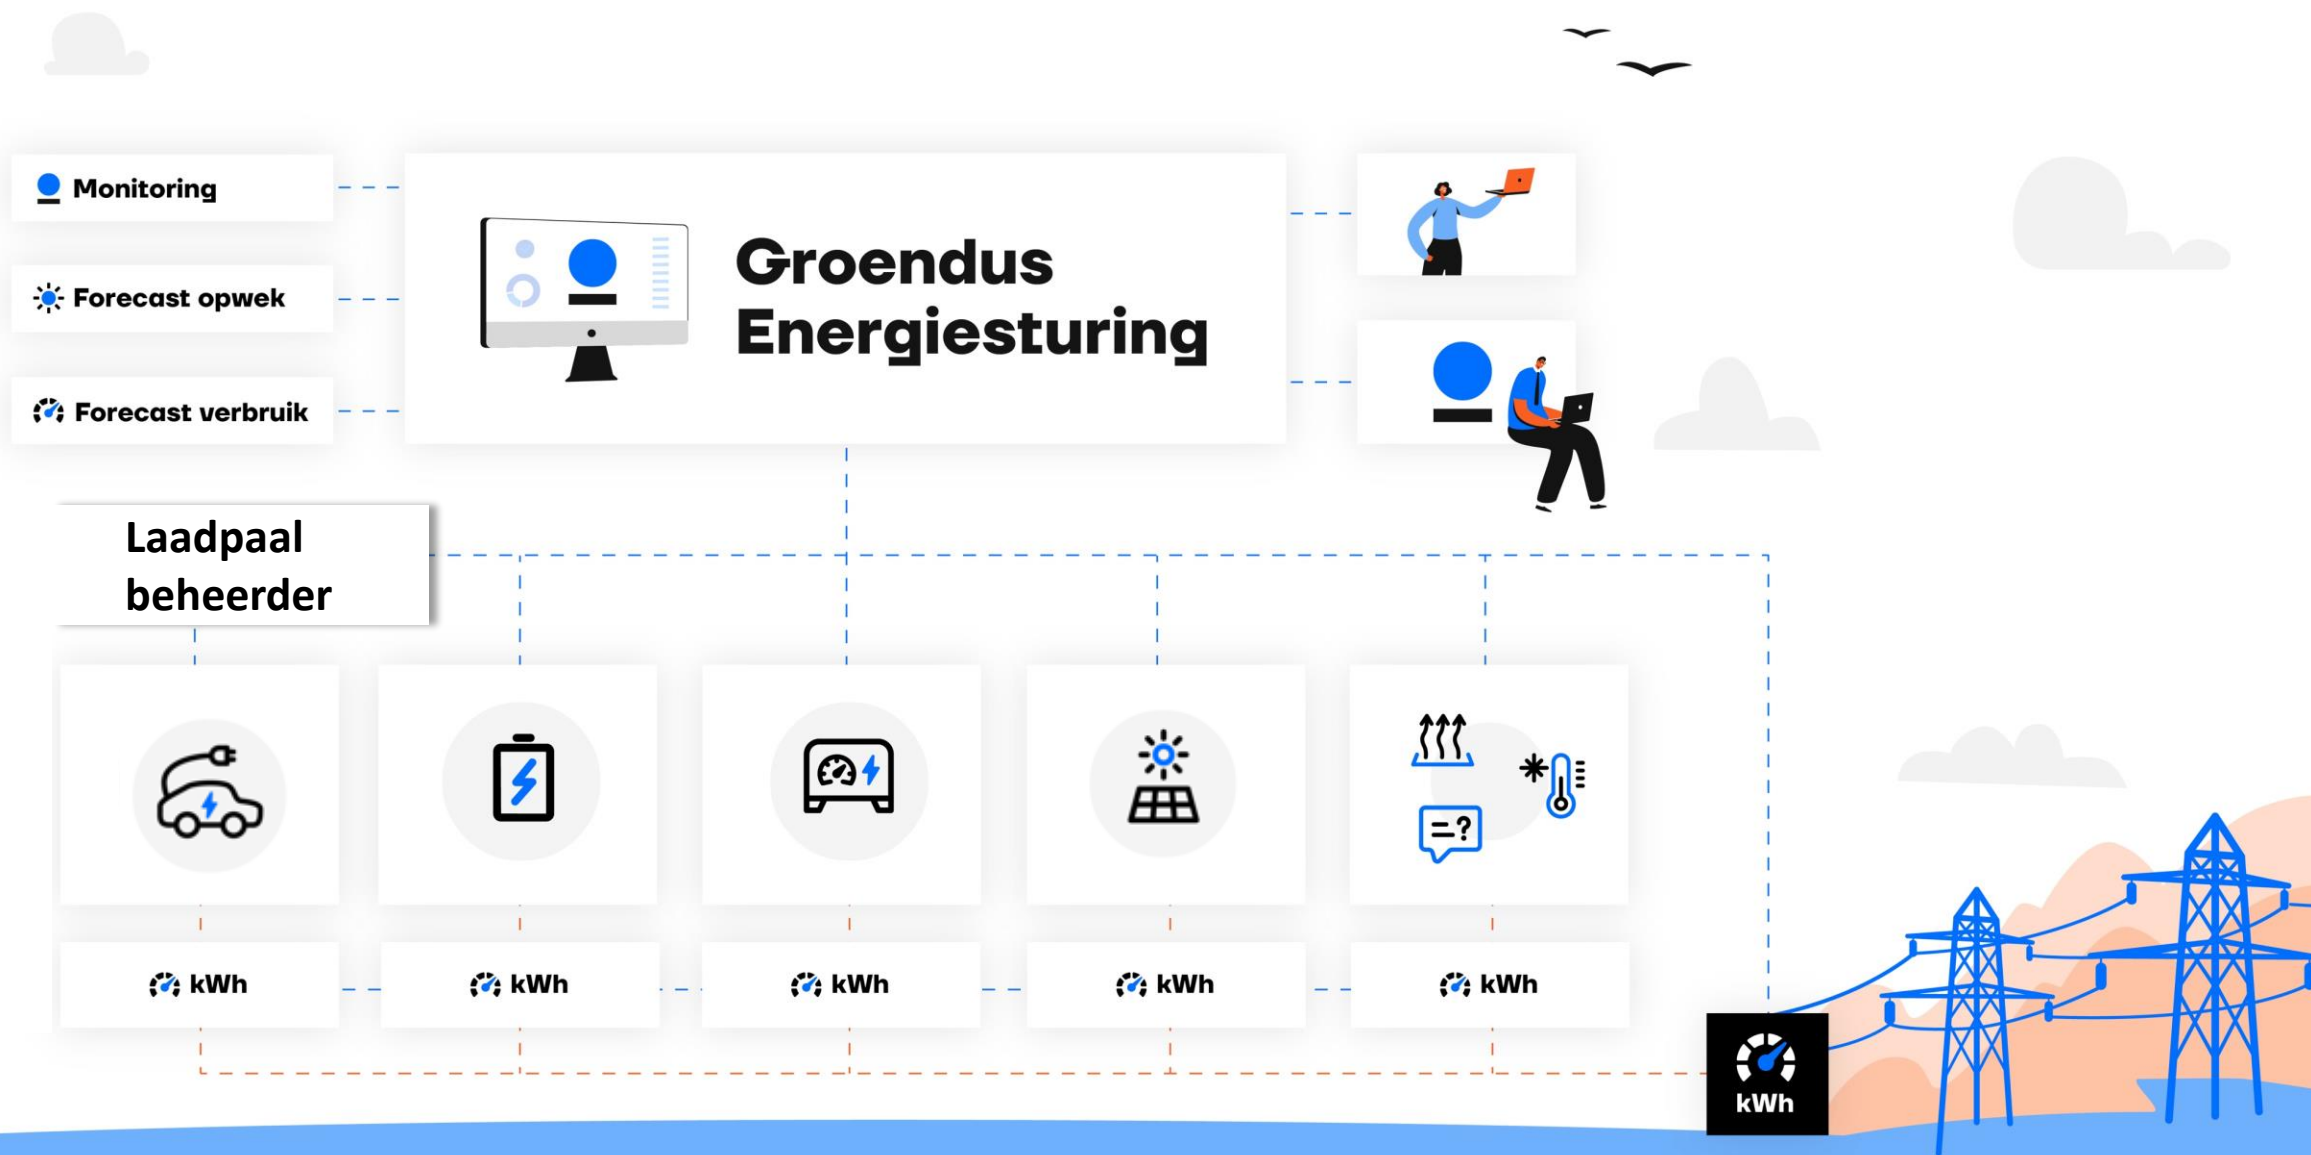 Monitoring
Forecast opwek
Forecast verbruik
Groendus
Energiesturing
Laadpaal
beheerder
=?
kWh
kWh
kWh
kWh
kWh
kWh